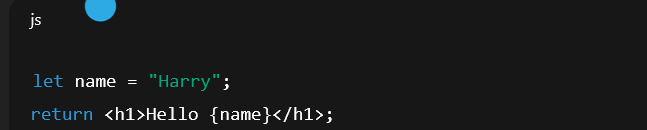 js
let name = "Harry";
return <h1>Hello {name}</h1>;